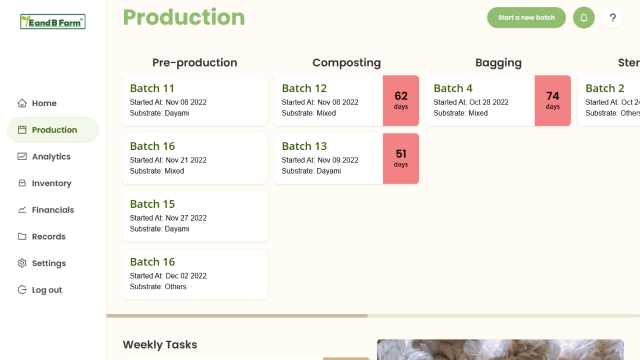 EandB Farm
Home
Production
Analytics
Inventory
Financials
Records
Settings
Log out
Production
Start a new batch
?
Pre-production
Batch 11
Started At: Nov 08 2022
Substrate: Dayami
Batch 16
Started At: Nov 21 2022
Substrate: Mixed
Batch 15
Started At: Nov 27 2022
Substrate: Dayami
Batch 16
Started At: Dec 02 2022
Substrate: Others
Composting
Batch 12
Started At: Nov 08 2022
Substrate: Mixed
62
days
Batch 13
Started At: Nov 09 2022
Substrate: Dayami
51
days
Bagging
Batch 4
Started At: Oct 28 2022
Substrate: Mixed
74
days
Ster
Batch 2
Started At: Oct 2
Substrate: Others
Weekly Tasks